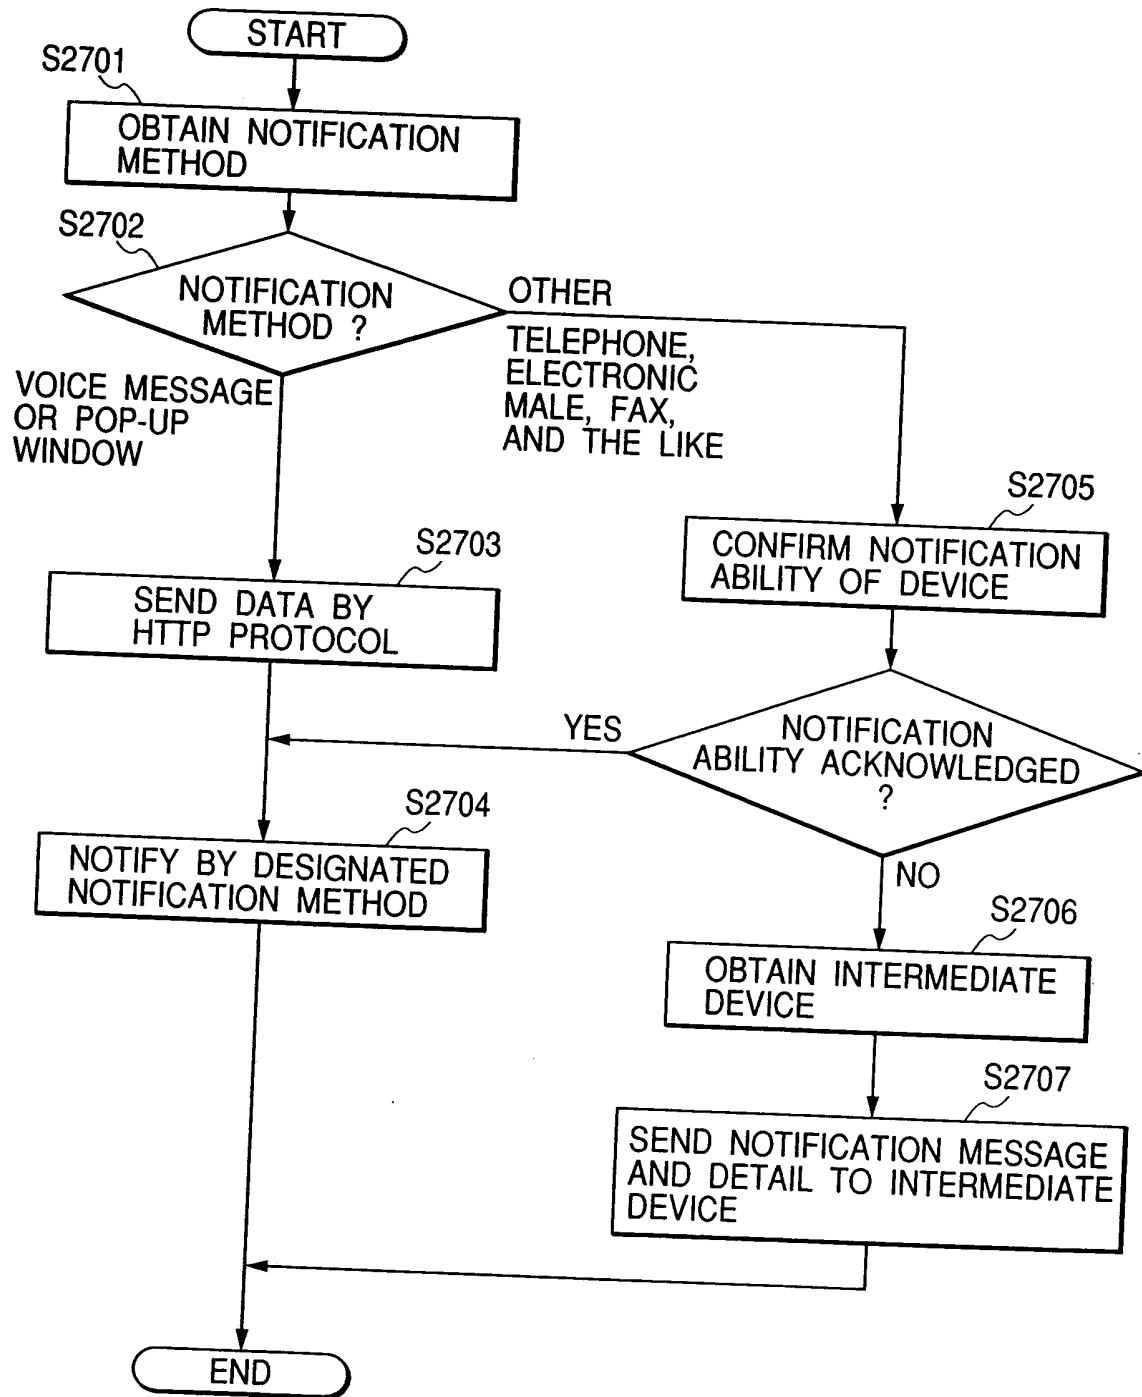 START
S2701
OBTAIN NOTIFICATION
METHOD
S2702
NOTIFICATION
METHOD ?
OTHER
TELEPHONE,
ELECTRONIC
MALE, FAX,
AND THE LIKE
VOICE MESSAGE
OR POP-UP
WINDOW
S2705
CONFIRM NOTIFICATION
ABILITY OF DEVICE
S2703
SEND DATA BY
HTTP PROTOCOL
YES
NOTIFICATION
ABILITY ACKNOWLEDGED
?
NO
S2704
NOTIFY BY DESIGNATED
NOTIFICATION METHOD
S2706
OBTAIN INTERMEDIATE
DEVICE
S2707
SEND NOTIFICATION MESSAGE
AND DETAIL TO INTERMEDIATE
DEVICE
END